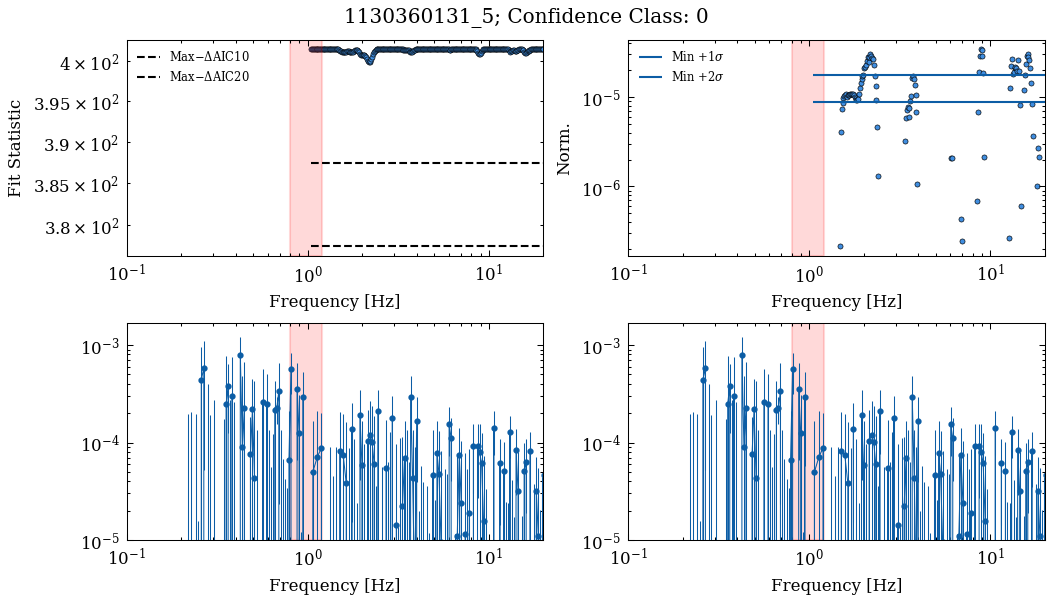 1130360131_5; Confidence Class: 0
Fit Statistic
4 × 10²
3.95 × 10²
3.9 × 10²
3.85 × 10²
3.8 × 10²
Max−ΔAIC10
Max−ΔAIC20
10⁻¹
10⁰
10¹
Frequency [Hz]
Norm.
10⁻⁵
10⁻⁶
Min +1σ
Min +2σ
10⁻¹
10⁰
10¹
Frequency [Hz]
10⁻³
10⁻⁴
10⁻⁵
10⁻¹
10⁰
10¹
Frequency [Hz]
10⁻³
10⁻⁴
10⁻⁵
10⁻¹
10⁰
10¹
Frequency [Hz]